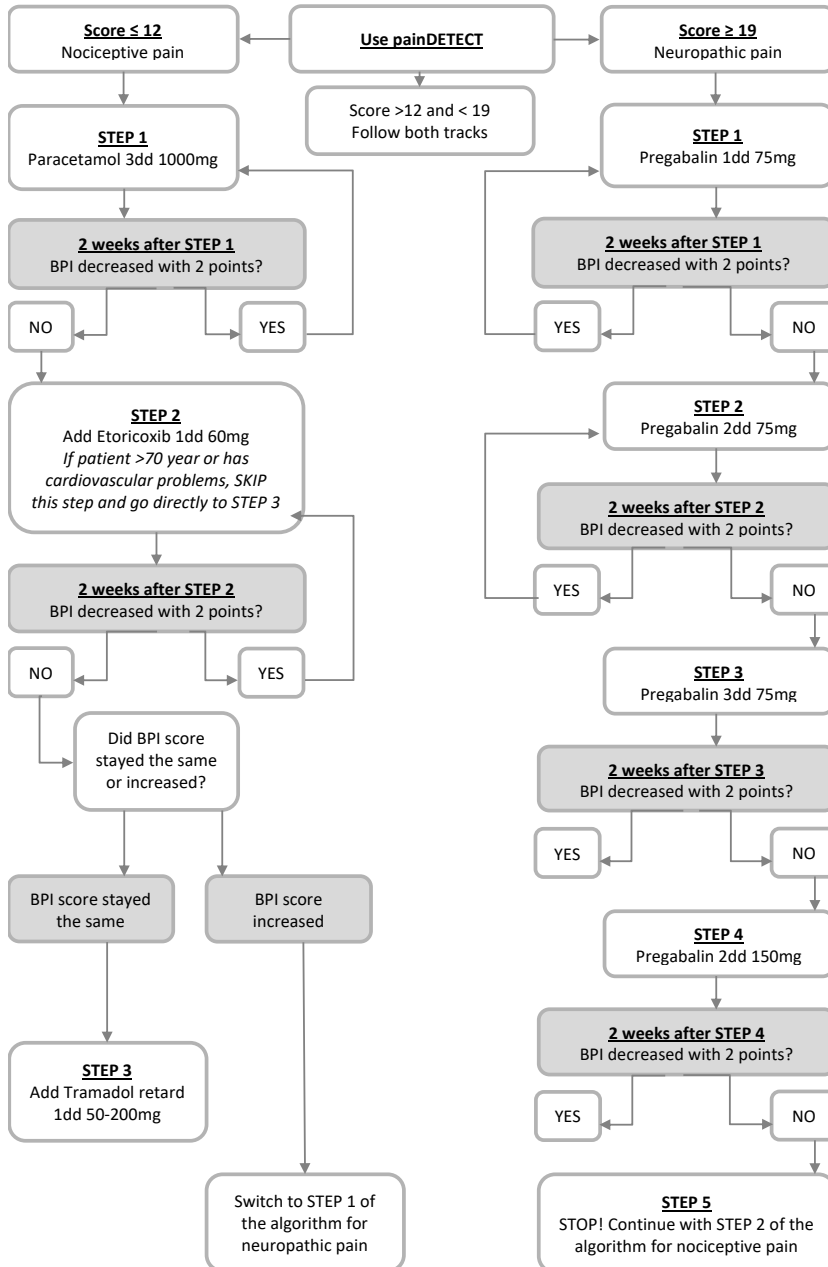 Use painDETECT
Score >12 and < 19
Follow both tracks
Score ≤ 12
Nociceptive pain
STEP 1
Paracetamol 3dd 1000mg
2 weeks after STEP 1
BPI decreased with 2 points?
NO
YES
STEP 2
Add Etoricoxib 1dd 60mg
If patient >70 year or has
cardiovascular problems, SKIP
this step and go directly to STEP 3
2 weeks after STEP 2
BPI decreased with 2 points?
NO
YES
Did BPI score
stayed the same
or increased?
BPI score stayed
the same
BPI score
increased
STEP 3
Add Tramadol retard
1dd 50-200mg
Switch to STEP 1 of
the algorithm for
neuropathic pain
Score ≥ 19
Neuropathic pain
STEP 1
Pregabalin 1dd 75mg
2 weeks after STEP 1
BPI decreased with 2 points?
YES
NO
STEP 2
Pregabalin 2dd 75mg
2 weeks after STEP 2
BPI decreased with 2 points?
YES
NO
STEP 3
Pregabalin 3dd 75mg
2 weeks after STEP 3
BPI decreased with 2 points?
YES
NO
STEP 4
Pregabalin 2dd 150mg
2 weeks after STEP 4
BPI decreased with 2 points?
YES
NO
STEP 5
STOP! Continue with STEP 2 of the
algorithm for nociceptive pain